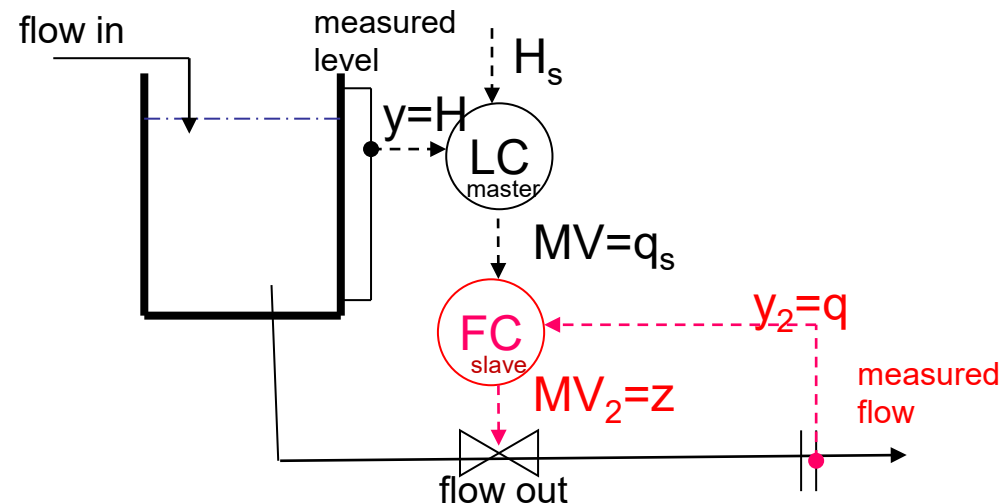 flow in
measured
level
Hₛ
y=H
LC
master
MV=qₛ
FC
slave
y₂=q
MV₂=z
measured
flow
flow out